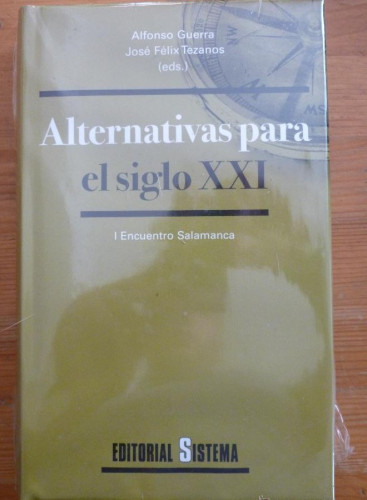 Alfonso Guerra
José Félix Tezanos
(eds.)
Alternativas para
el siglo XXI
I Encuentro Salamanca
EDITORIAL SISTEMA